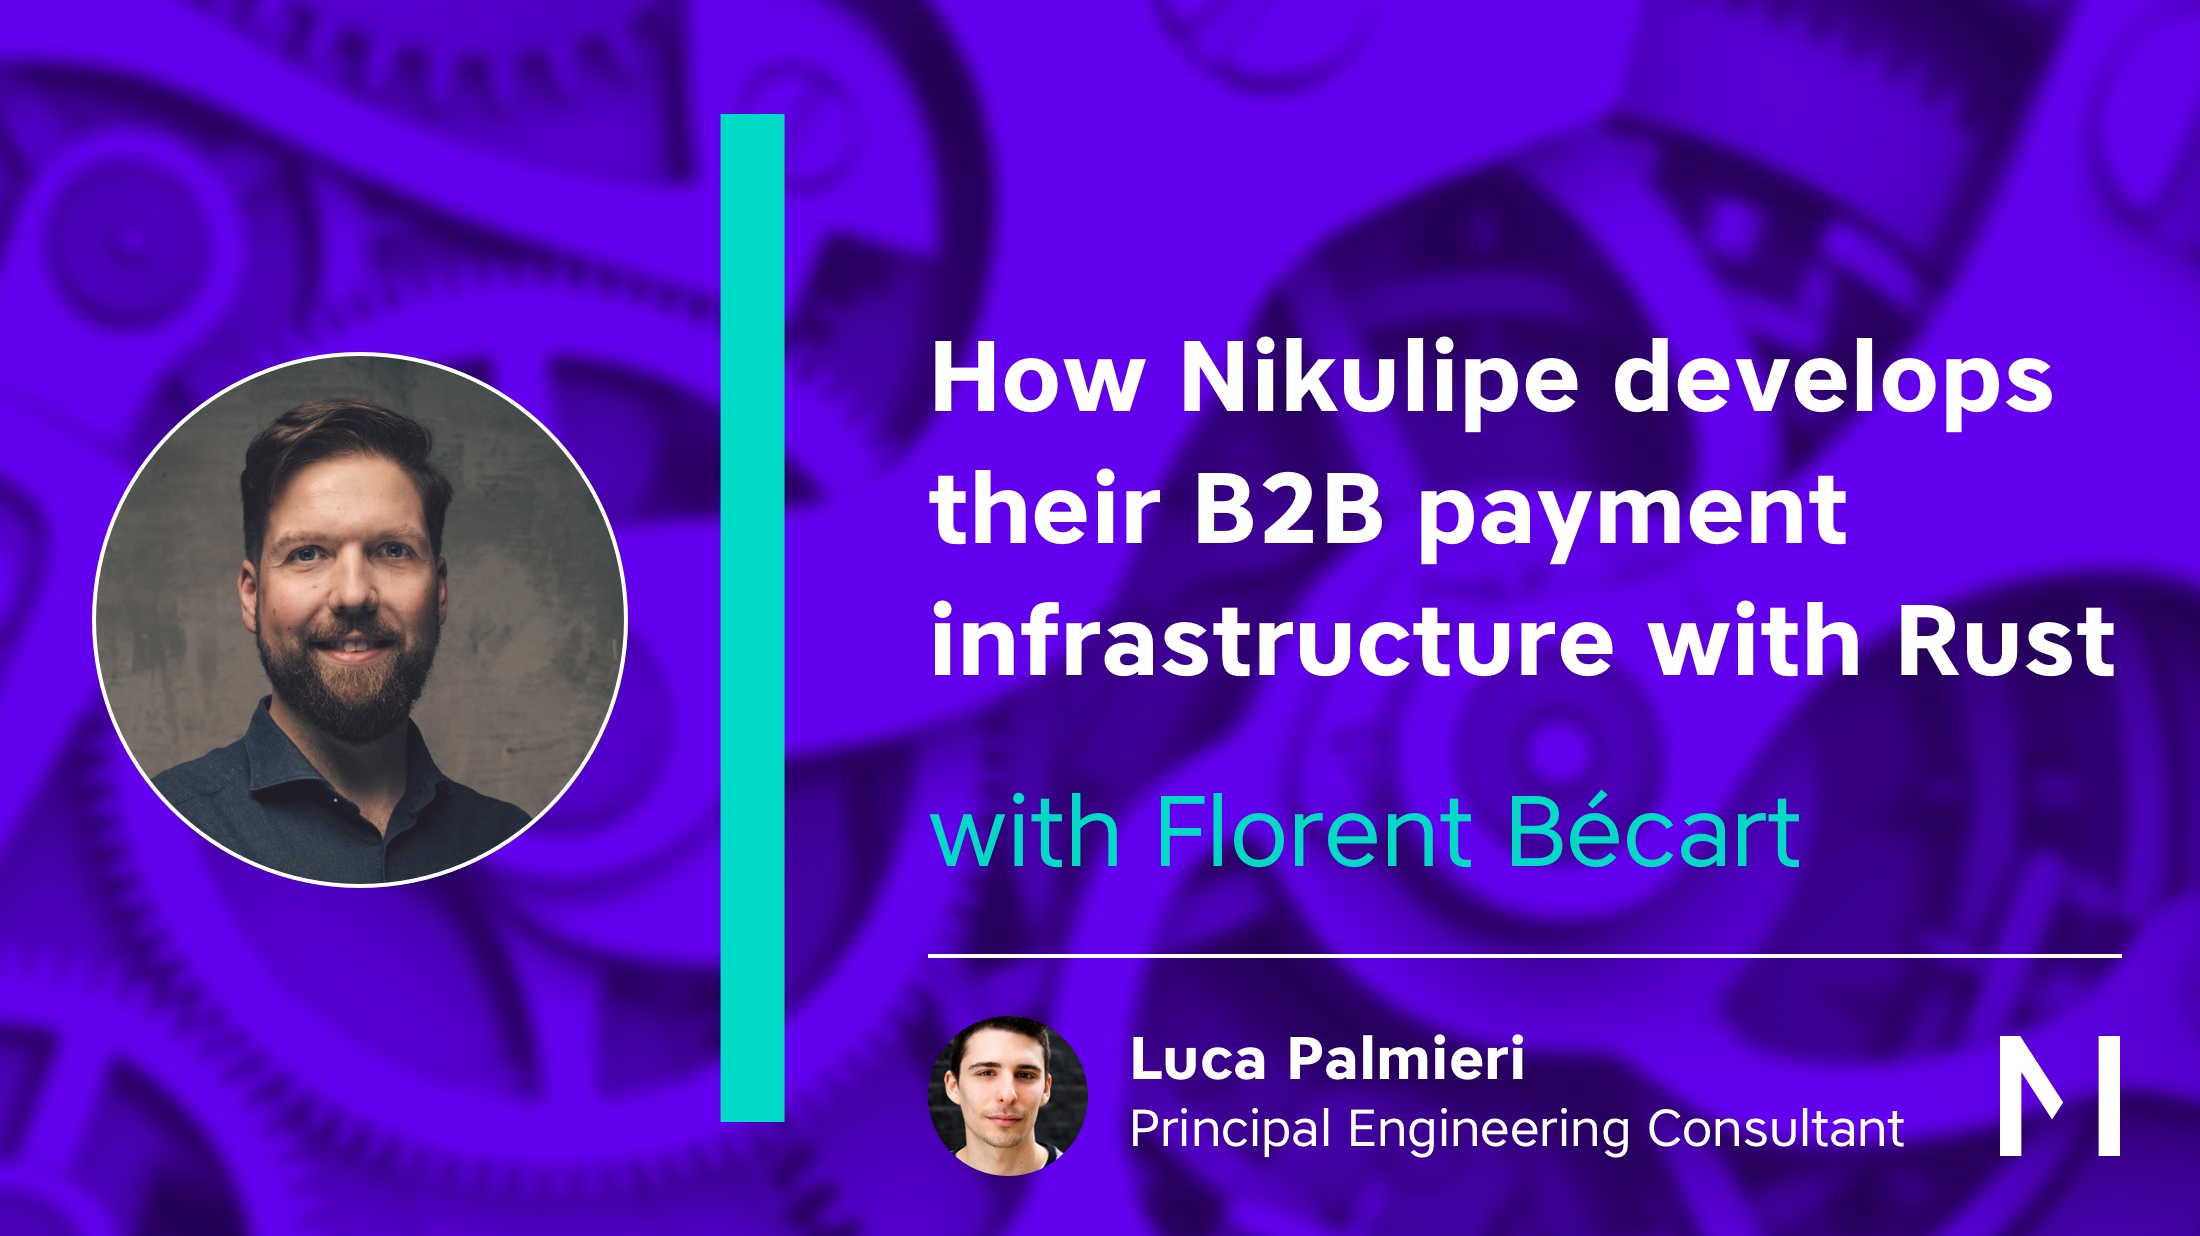 How Nikulipe develops
their B2B payment
infrastructure with Rust
with Florent Bécart
Luca Palmieri
Principal Engineering Consultant